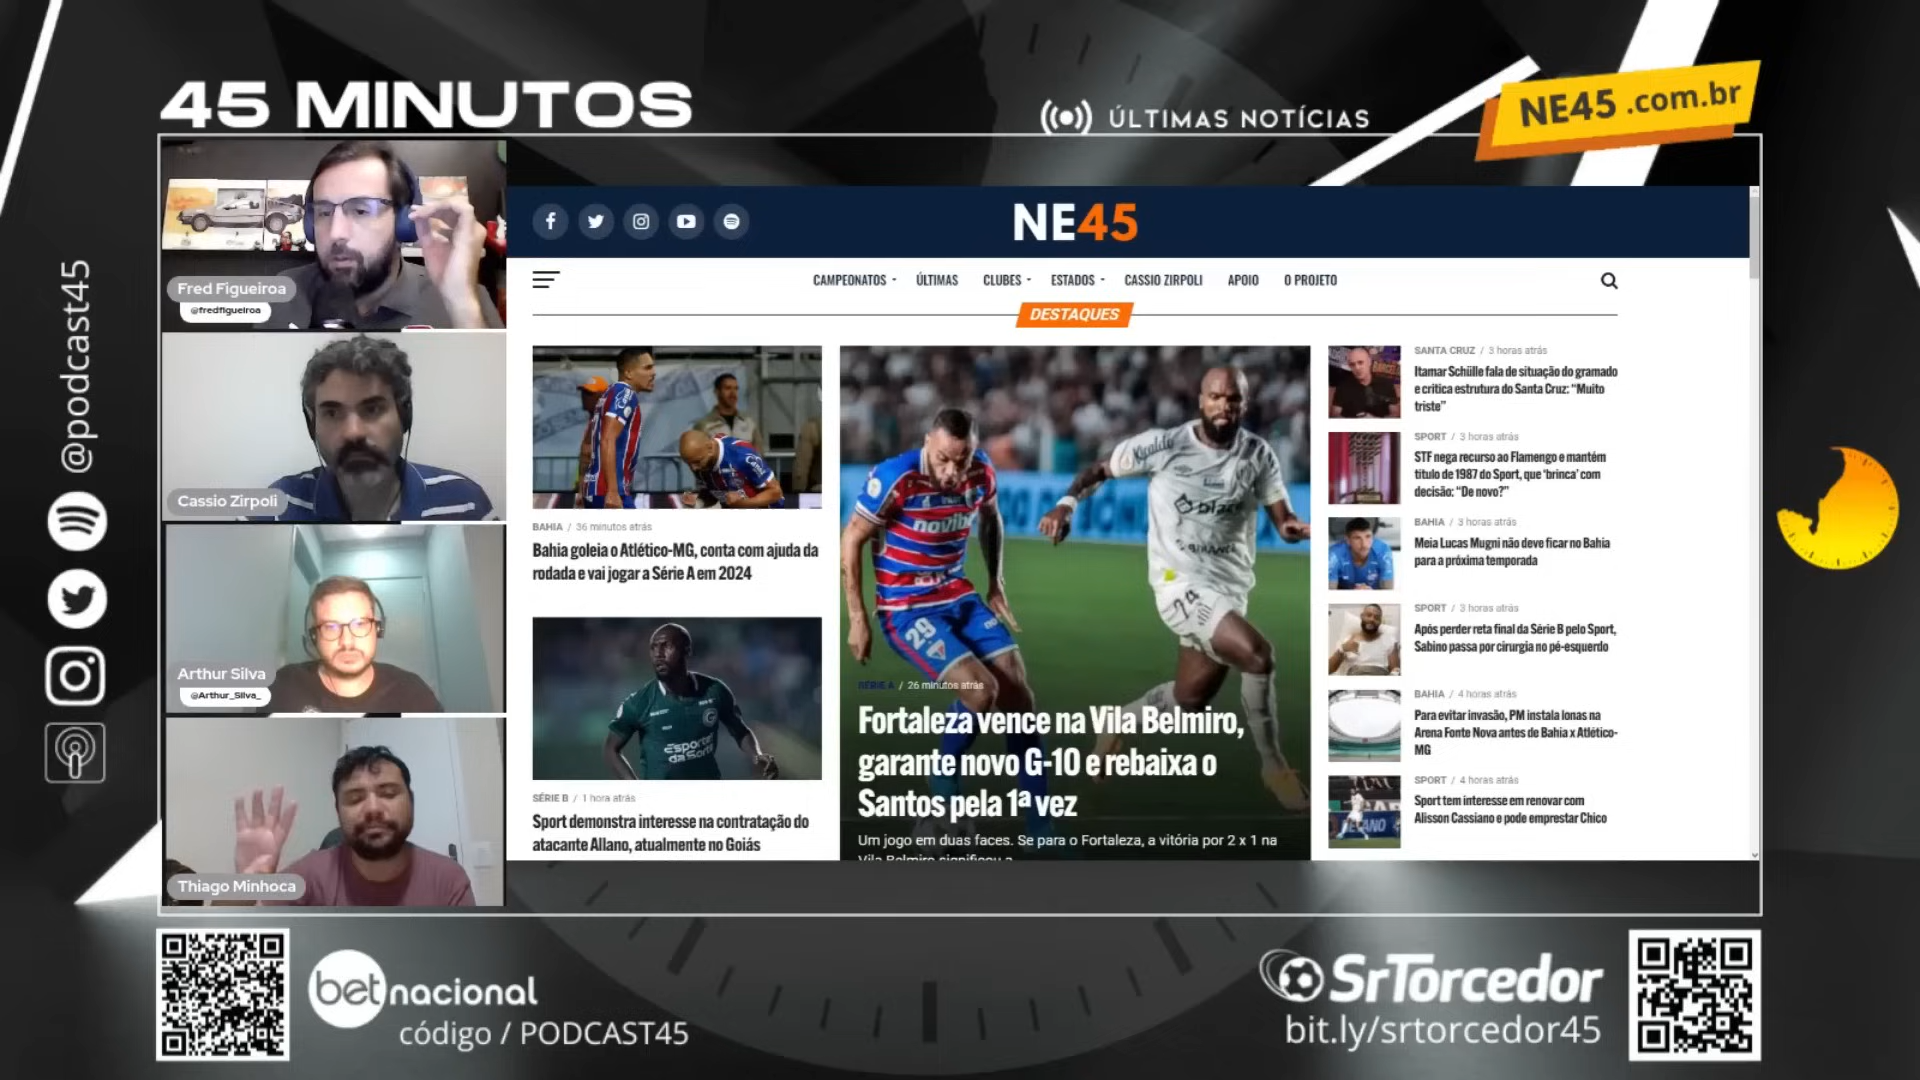 45 MINUTOS
ÚLTIMAS NOTÍCIAS
NE45 .com.br
@podcast45
Fred Figueiroa
@fredfigueiroa
Cassio Zirpoli
Arthur Silva
@Arthur_Silva_
Thiago Minhoca
NE45
CAMPEONATOS
ÚLTIMAS
CLUBES
ESTADOS
CASSIO ZIRPOLI
APOIO
O PROJETO
DESTAQUES
BAHIA / 36 minutos atrás
Bahia goleia o Atlético-MG, conta com ajuda da
rodada e vai jogar a Série A em 2024
Esportes
da Sorte
SÉRIE B / 1 hora atrás
Sport demonstra interesse na contratação do
atacante Allano, atualmente no Goiás
novibet
29
SÉRIE A / 26 minutos atrás
Fortaleza vence na Vila Belmiro,
garante novo G-10 e rebaixa o
Santos pela 1ª vez
Um jogo em duas faces. Se para o Fortaleza, a vitória por 2 x 1 na
Vila Belmiro significou a
SANTA CRUZ / 3 horas atrás
Itamar Schülle fala de situação do gramado
e critica estrutura do Santa Cruz: “Muito
triste”
SPORT / 3 horas atrás
STF nega recurso ao Flamengo e mantém
título de 1987 do Sport, que ‘brinca’ com
decisão: “De novo?”
BAHIA / 3 horas atrás
Meia Lucas Mugni não deve ficar no Bahia
para a próxima temporada
SPORT / 3 horas atrás
Após perder reta final da Série B pelo Sport,
Sabino passa por cirurgia no pé-esquerdo
BAHIA / 4 horas atrás
Para evitar invasão, PM instala lonas na
Arena Fonte Nova antes de Bahia x Atlético-
MG
SPORT / 4 horas atrás
Sport tem interesse em renovar com
Alisson Cassiano e pode emprestar Chico
betnacional
código / PODCAST45
SrTorcedor
bit.ly/srtorcedor45